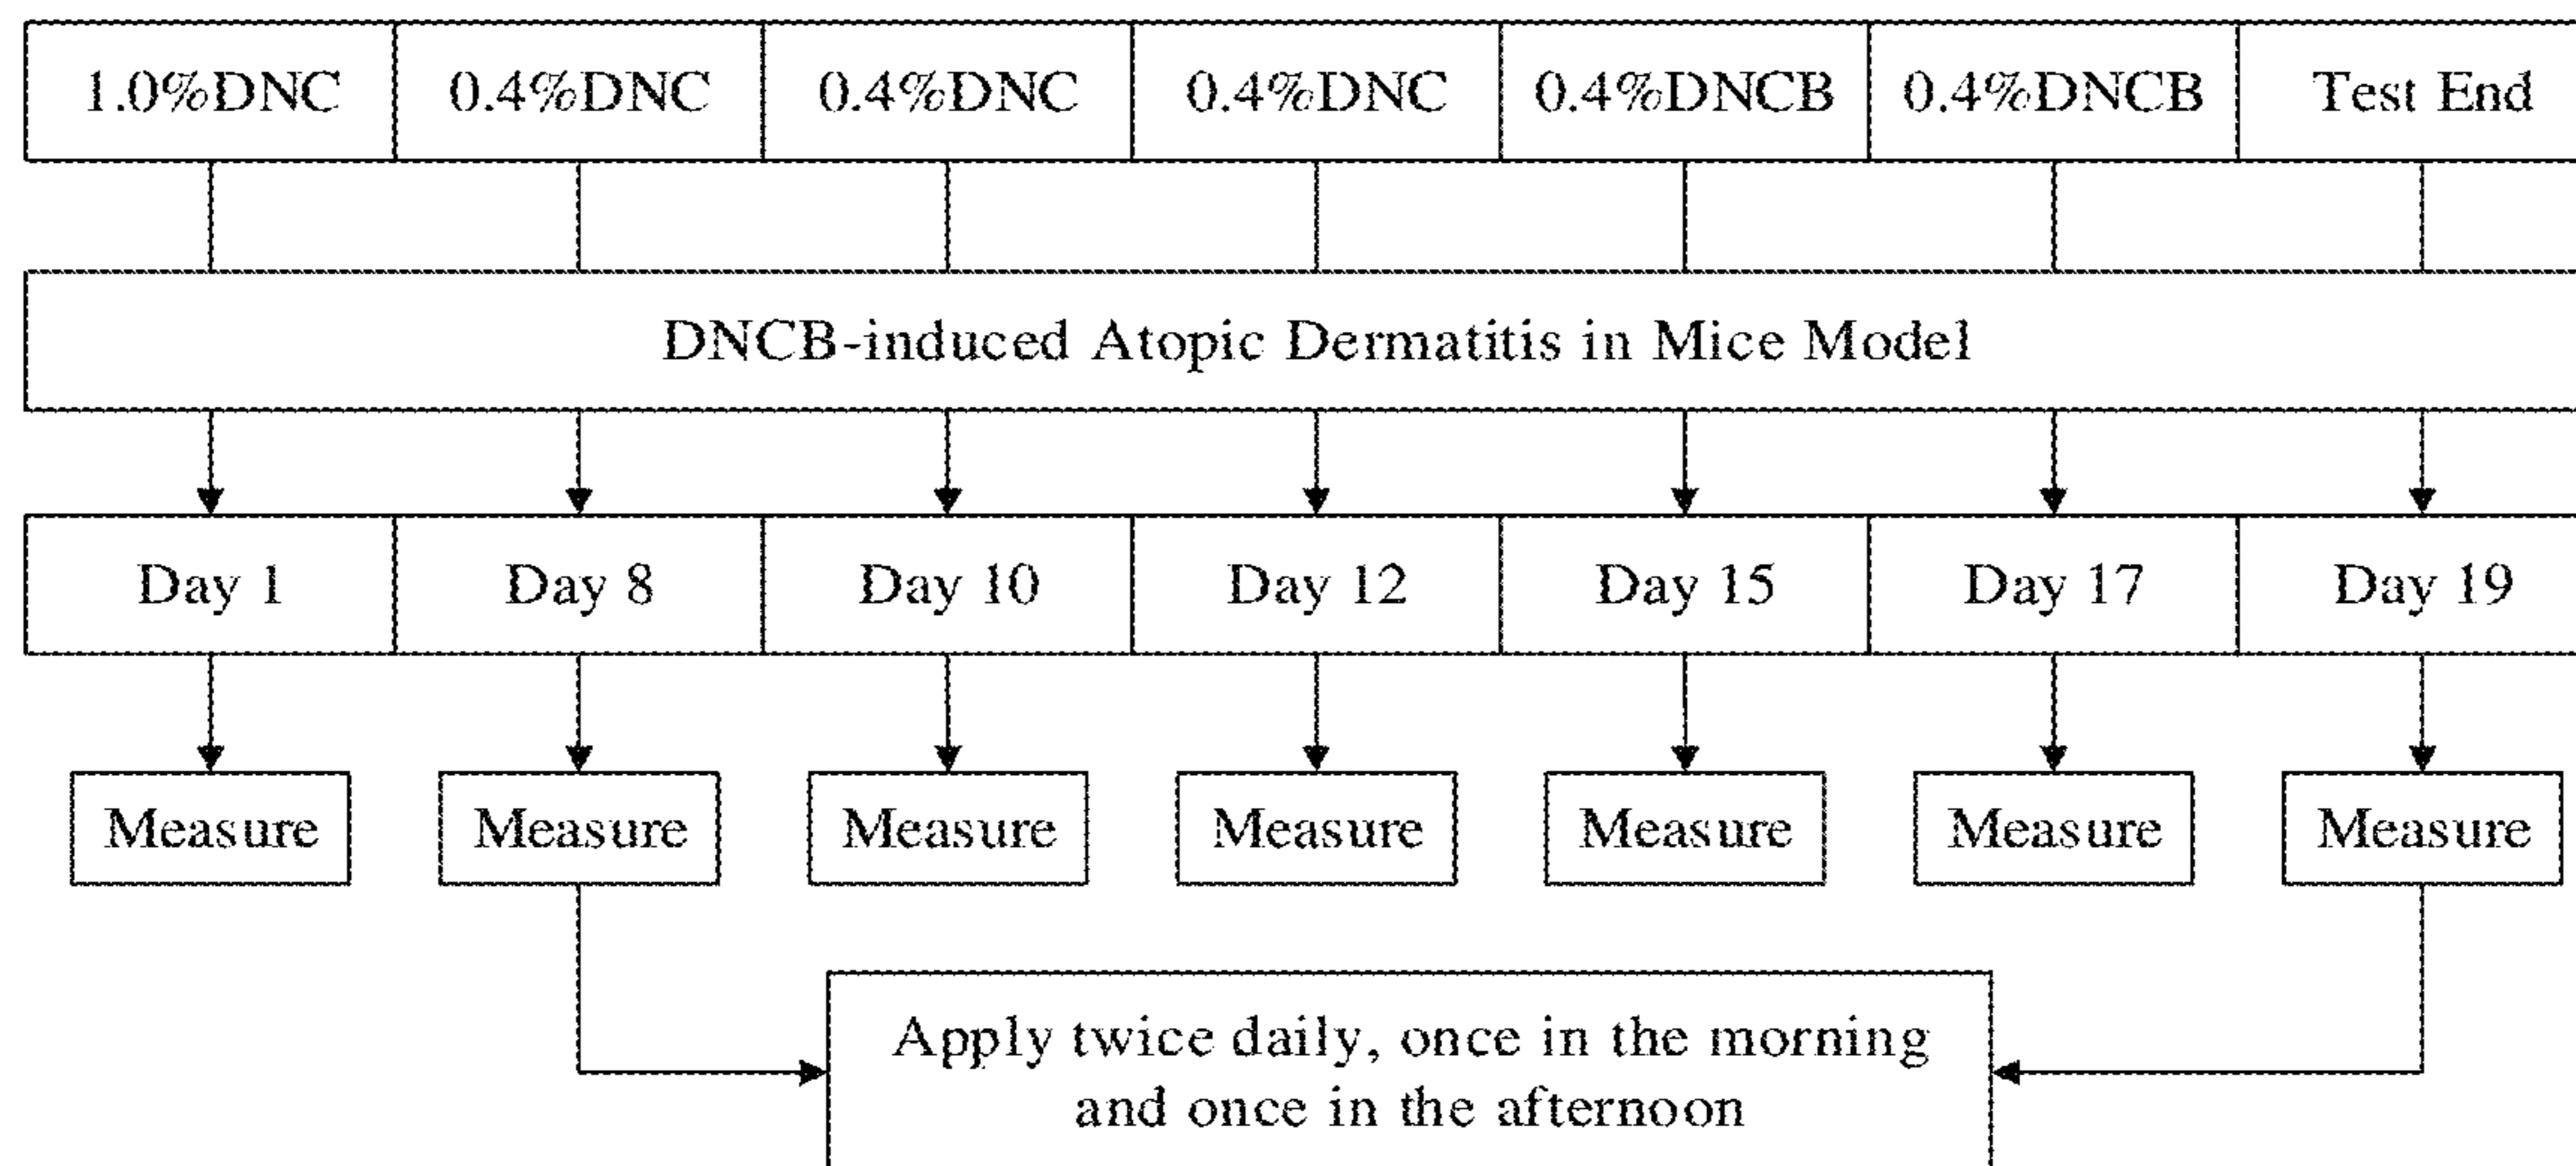 1.0%DNC 0.4%DNC 0.4%DNC 0.4%DNC 0.4%DNCB 0.4%DNCB Test End
DNCB-induced Atopic Dermatitis in Mice Model
Day 1 Day 8 Day 10 Day 12 Day 15 Day 17 Day 19
Measure Measure Measure Measure Measure Measure Measure
Apply twice daily, once in the morning
and once in the afternoon